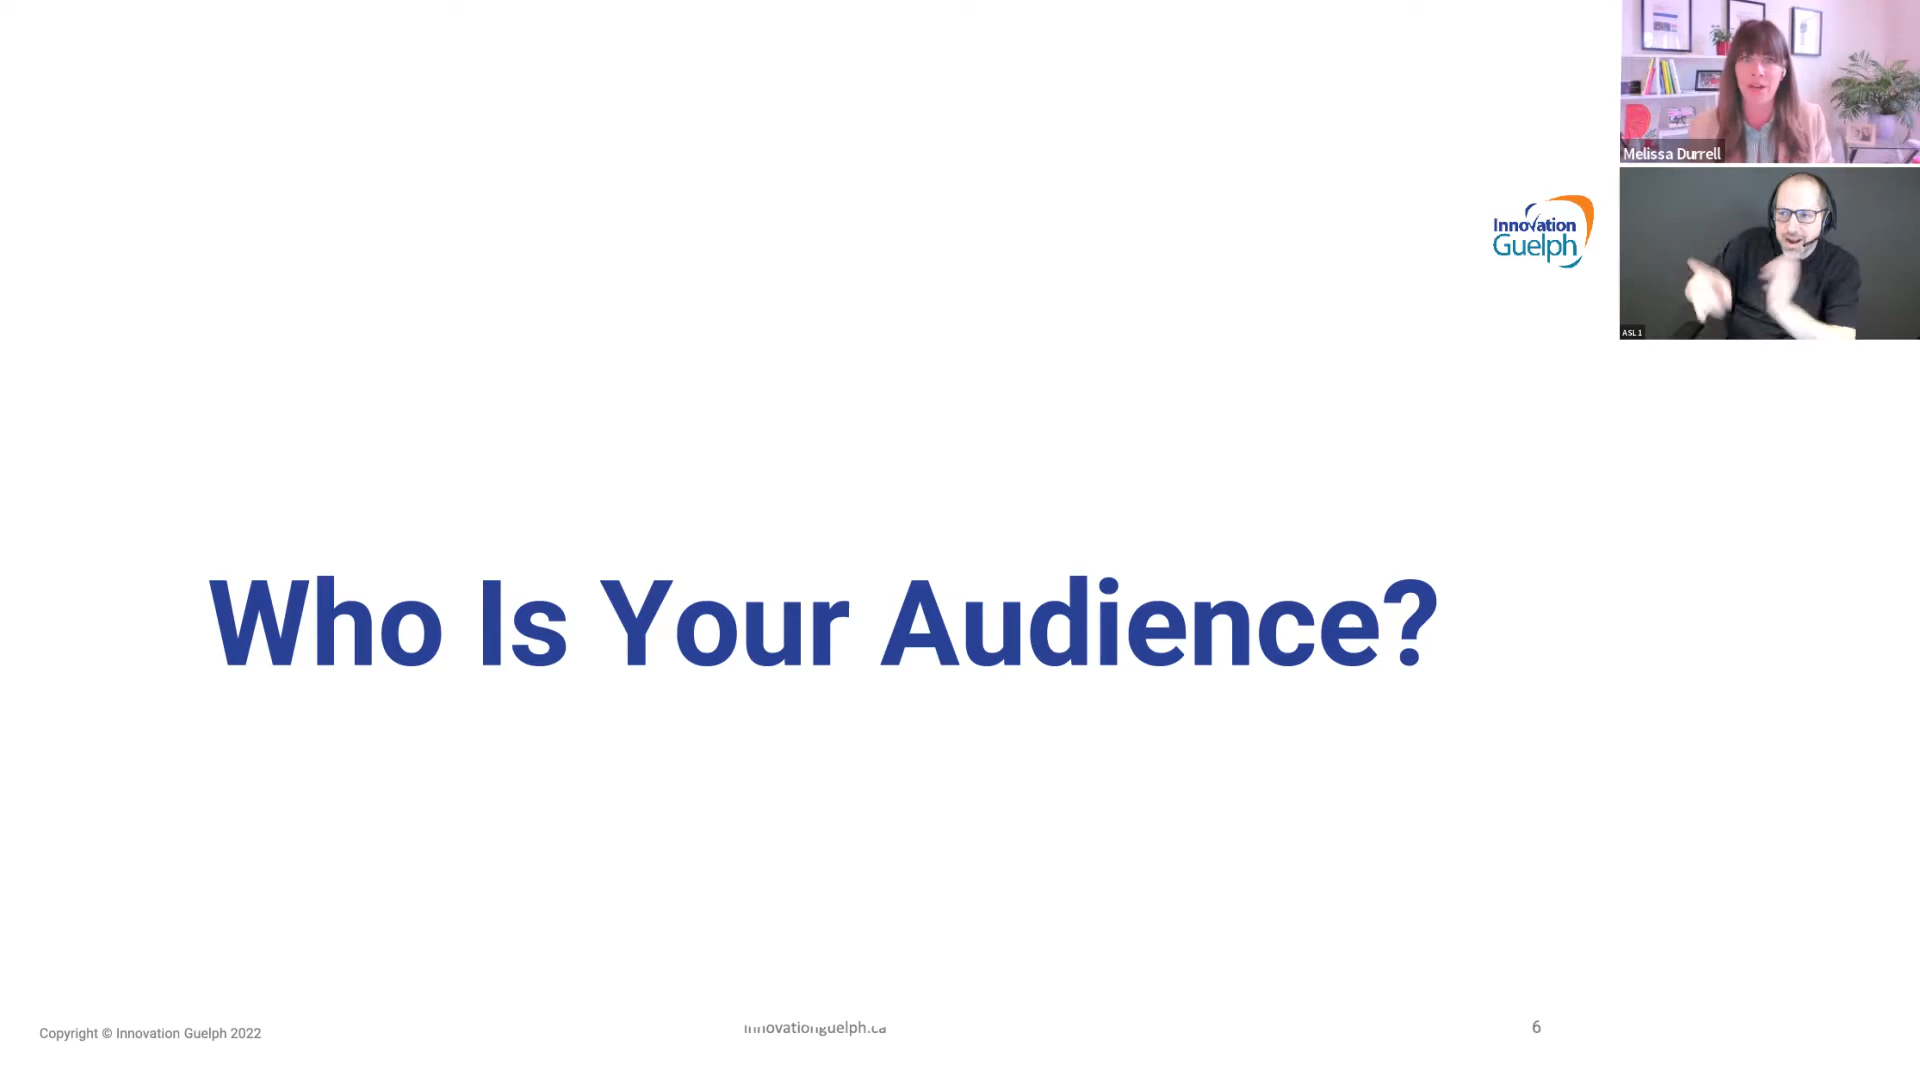 Melissa Durrell
Innovation
Guelph
ASL 1
Who Is Your Audience?
Copyright © Innovation Guelph 2022
innovationguelph.ca
6